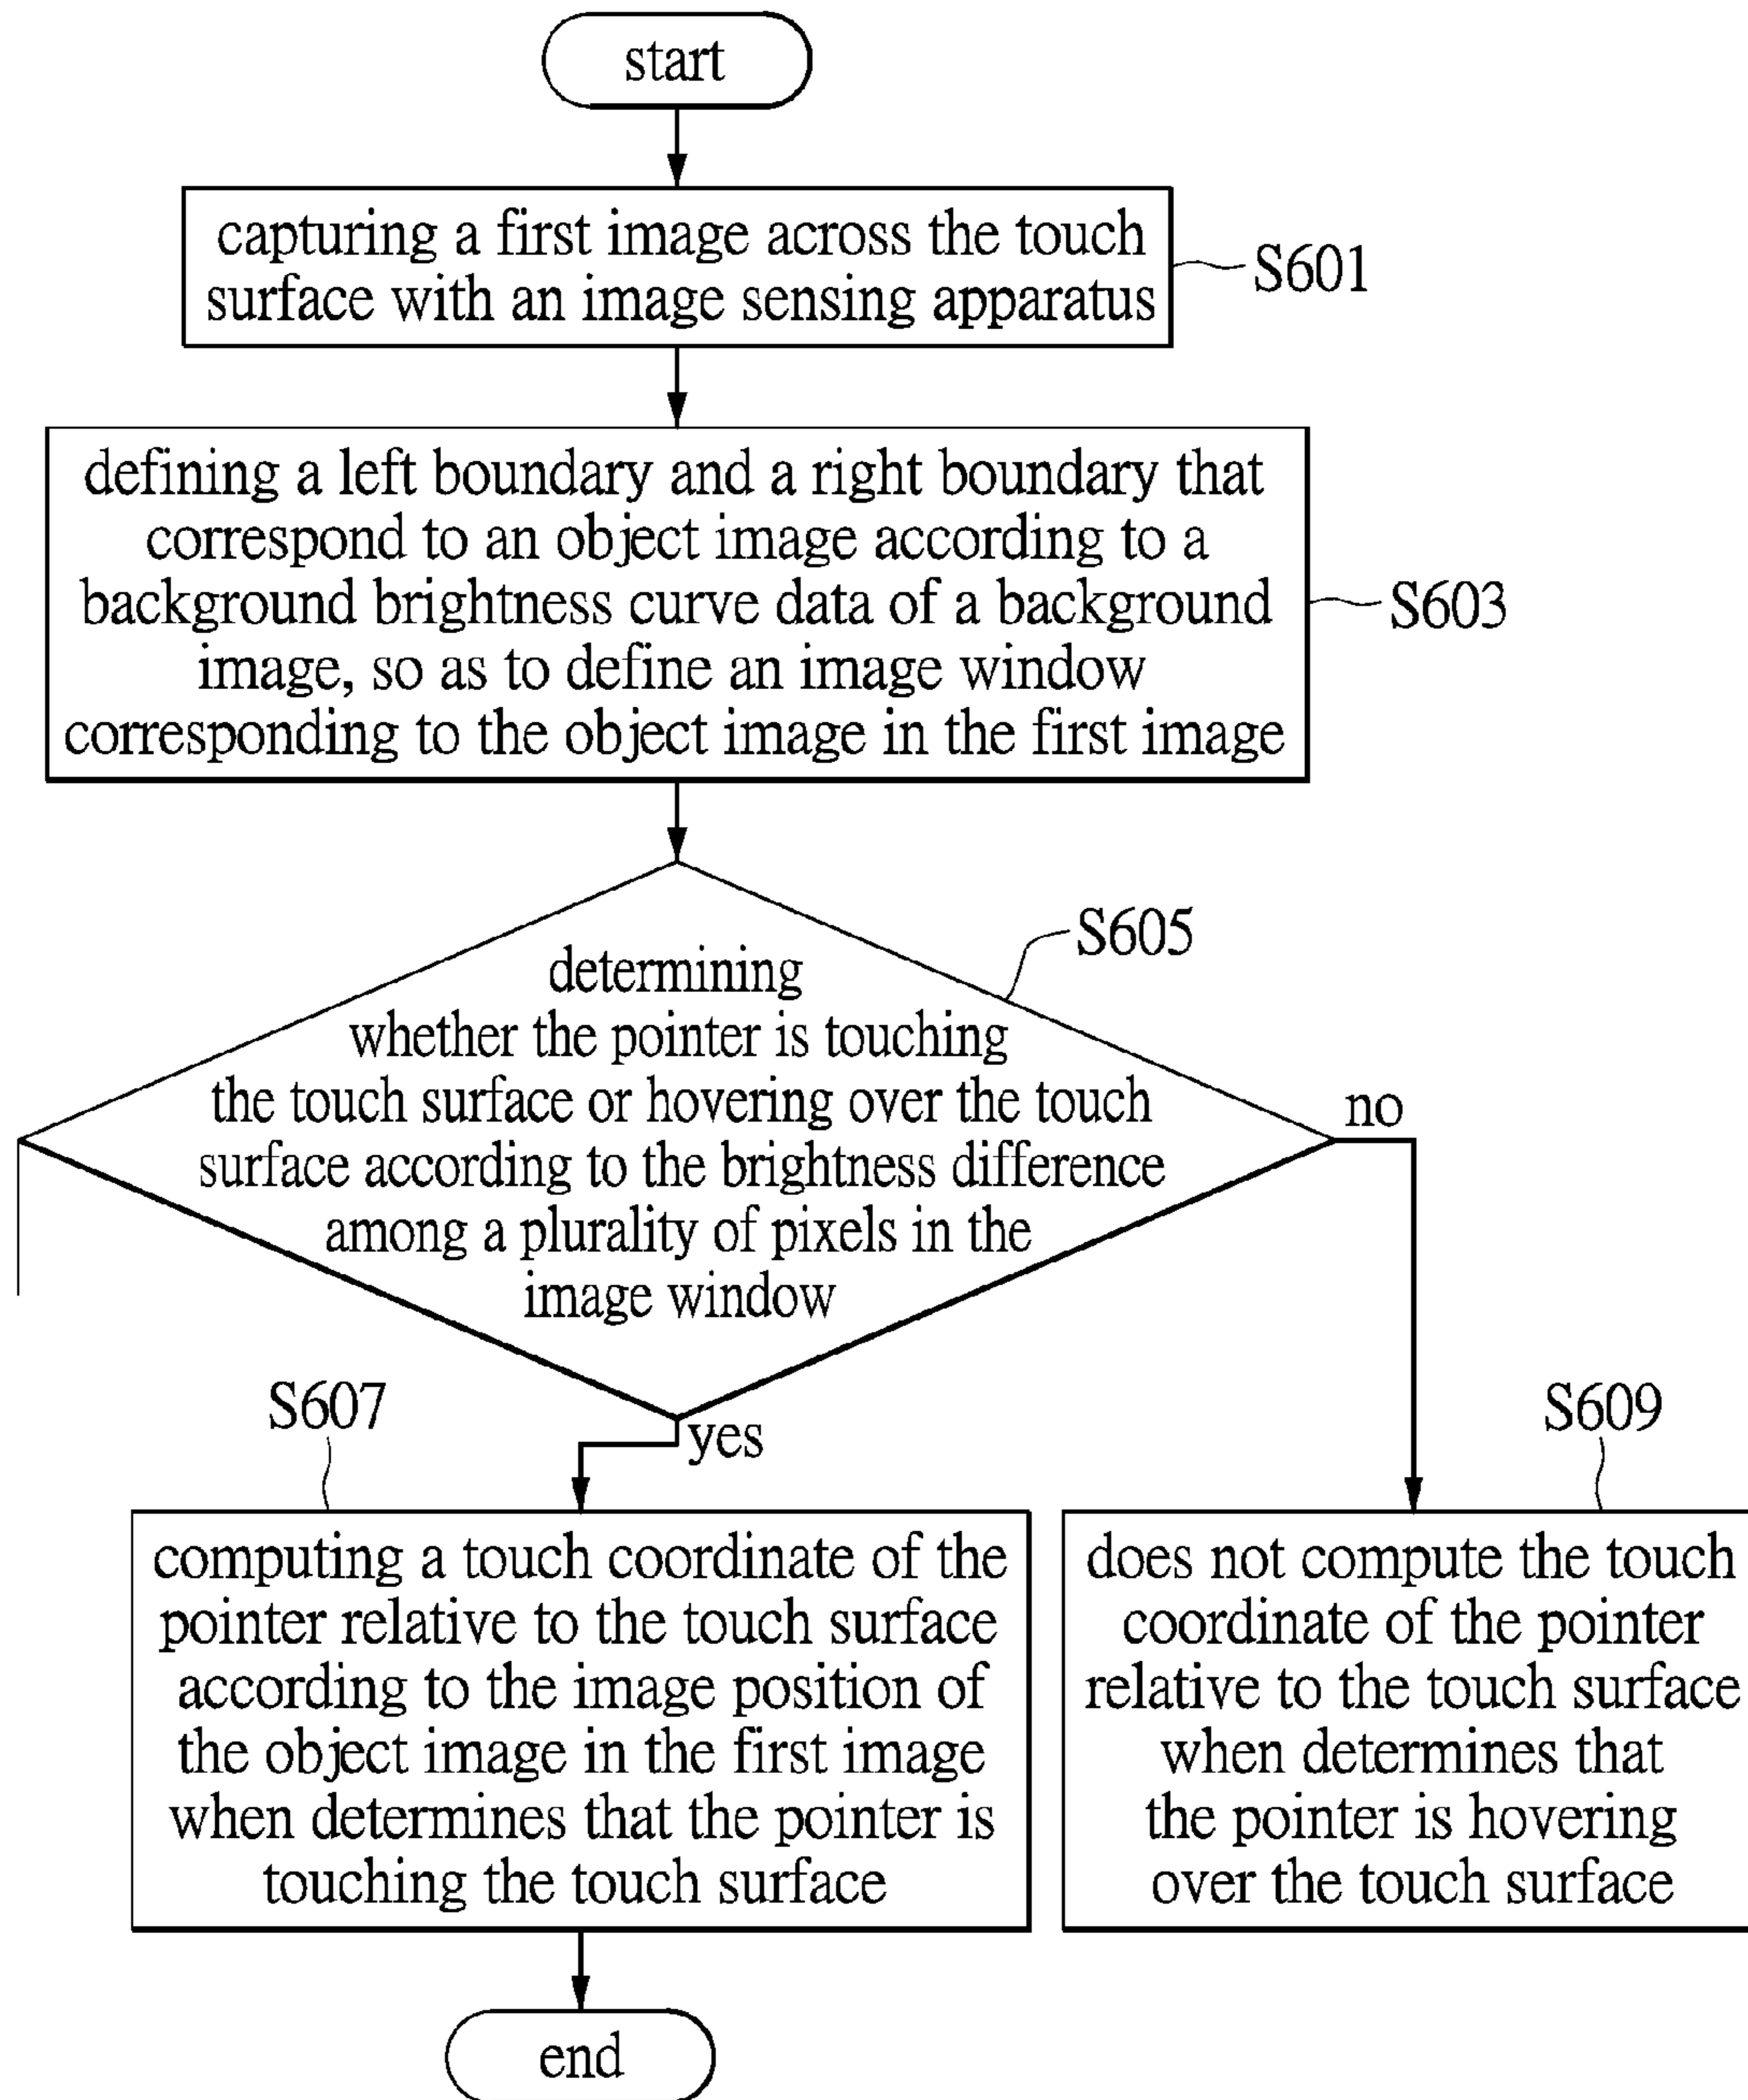 start
capturing a first image across the touch
surface with an image sensing apparatus
S601
defining a left boundary and a right boundary that
correspond to an object image according to a
background brightness curve data of a background
image, so as to define an image window
corresponding to the object image in the first image
S603
S605
determining
whether the pointer is touching
the touch surface or hovering over the touch
surface according to the brightness difference
among a plurality of pixels in the
image window
no
yes
S607
computing a touch coordinate of the
pointer relative to the touch surface
according to the image position of
the object image in the first image
when determines that the pointer is
touching the touch surface
S609
does not compute the touch
coordinate of the pointer
relative to the touch surface
when determines that
the pointer is hovering
over the touch surface
end